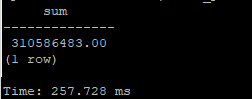 sum
--------------
310586483.00
(1 row)
Time: 257.728 ms